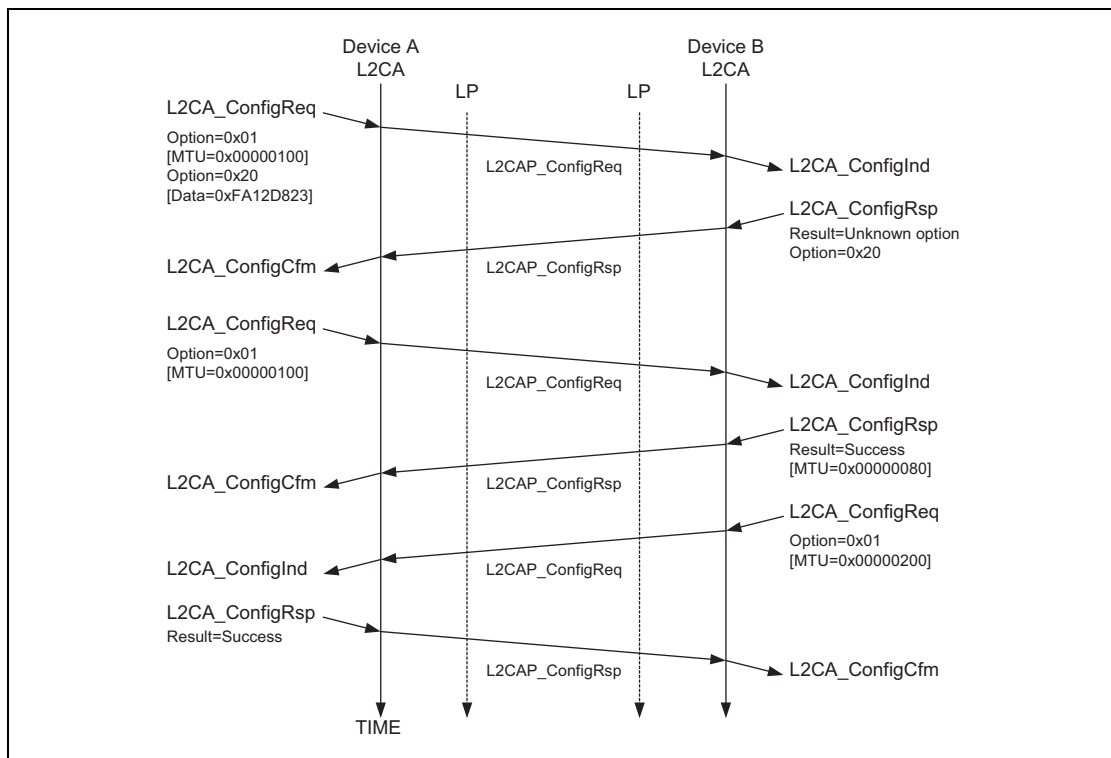 Device A
L2CA
Device B
L2CA
LP
LP
L2CA_ConfigReq
Option=0x01
[MTU=0x00000100]
Option=0x20
[Data=0xFA12D823]
L2CAP_ConfigReq
L2CA_ConfigInd
L2CA_ConfigRsp
Result=Unknown option
Option=0x20
L2CAP_ConfigRsp
L2CA_ConfigCfm
L2CA_ConfigReq
Option=0x01
[MTU=0x00000100]
L2CAP_ConfigReq
L2CA_ConfigInd
L2CA_ConfigRsp
Result=Success
[MTU=0x00000080]
L2CAP_ConfigRsp
L2CA_ConfigCfm
L2CA_ConfigReq
Option=0x01
[MTU=0x00000200]
L2CAP_ConfigReq
L2CA_ConfigInd
L2CA_ConfigRsp
Result=Success
L2CAP_ConfigRsp
L2CA_ConfigCfm
TIME